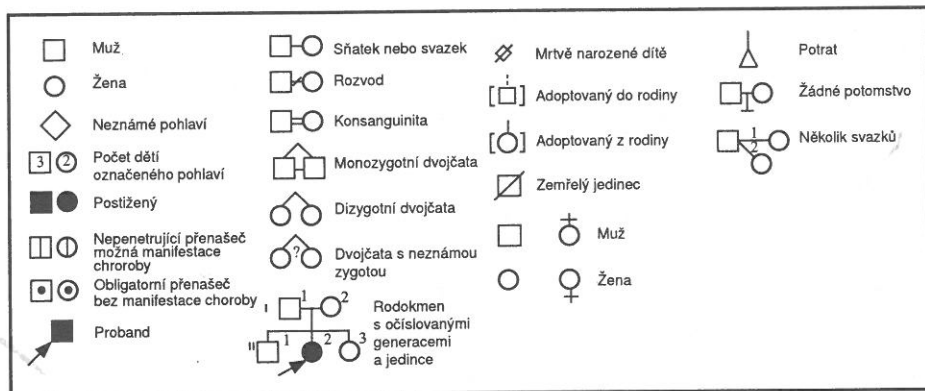 Muž
Žena
Neznámé pohlaví
3 2 Počet dětí
označeného pohlaví
Postižený
Nepenetrující přenašeč
možná manifestace
chroroby
Obligatorní přenašeč
bez manifestace choroby
Proband
Sňatek nebo svazek
Rozvod
Konsanguinita
Monozygotní dvojčata
Dizygotní dvojčata
? Dvojčata s neznámou
zygotou
I 1 2
II 1 2 3
Rodokmen
s očíslovanými
generacemi
a jedince
Mrtvě narozené dítě
[ ] Adoptovaný do rodiny
[ ] Adoptovaný z rodiny
Zemřelý jedinec
Muž
Žena
Potrat
Žádné potomstvo
1
2
Několik svazků